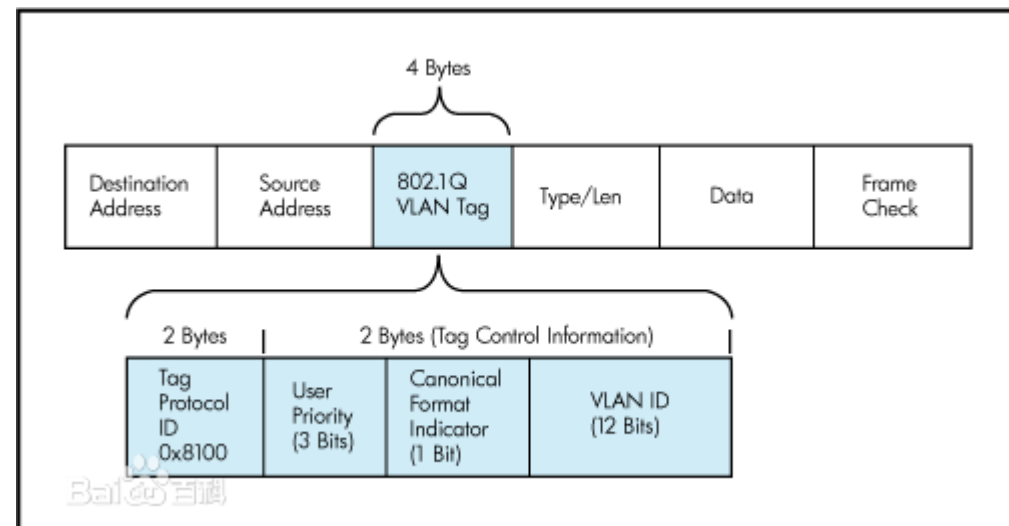 4 Bytes
Destination
Address
Source
Address
802.1Q
VLAN Tag
Type/Len
Data
Frame
Check
2 Bytes
2 Bytes (Tag Control Information)
Tag
Protocol
ID
0x8100
User
Priority
(3 Bits)
Canonical
Format
Indicator
(1 Bit)
VLAN ID
(12 Bits)
Bai 百科